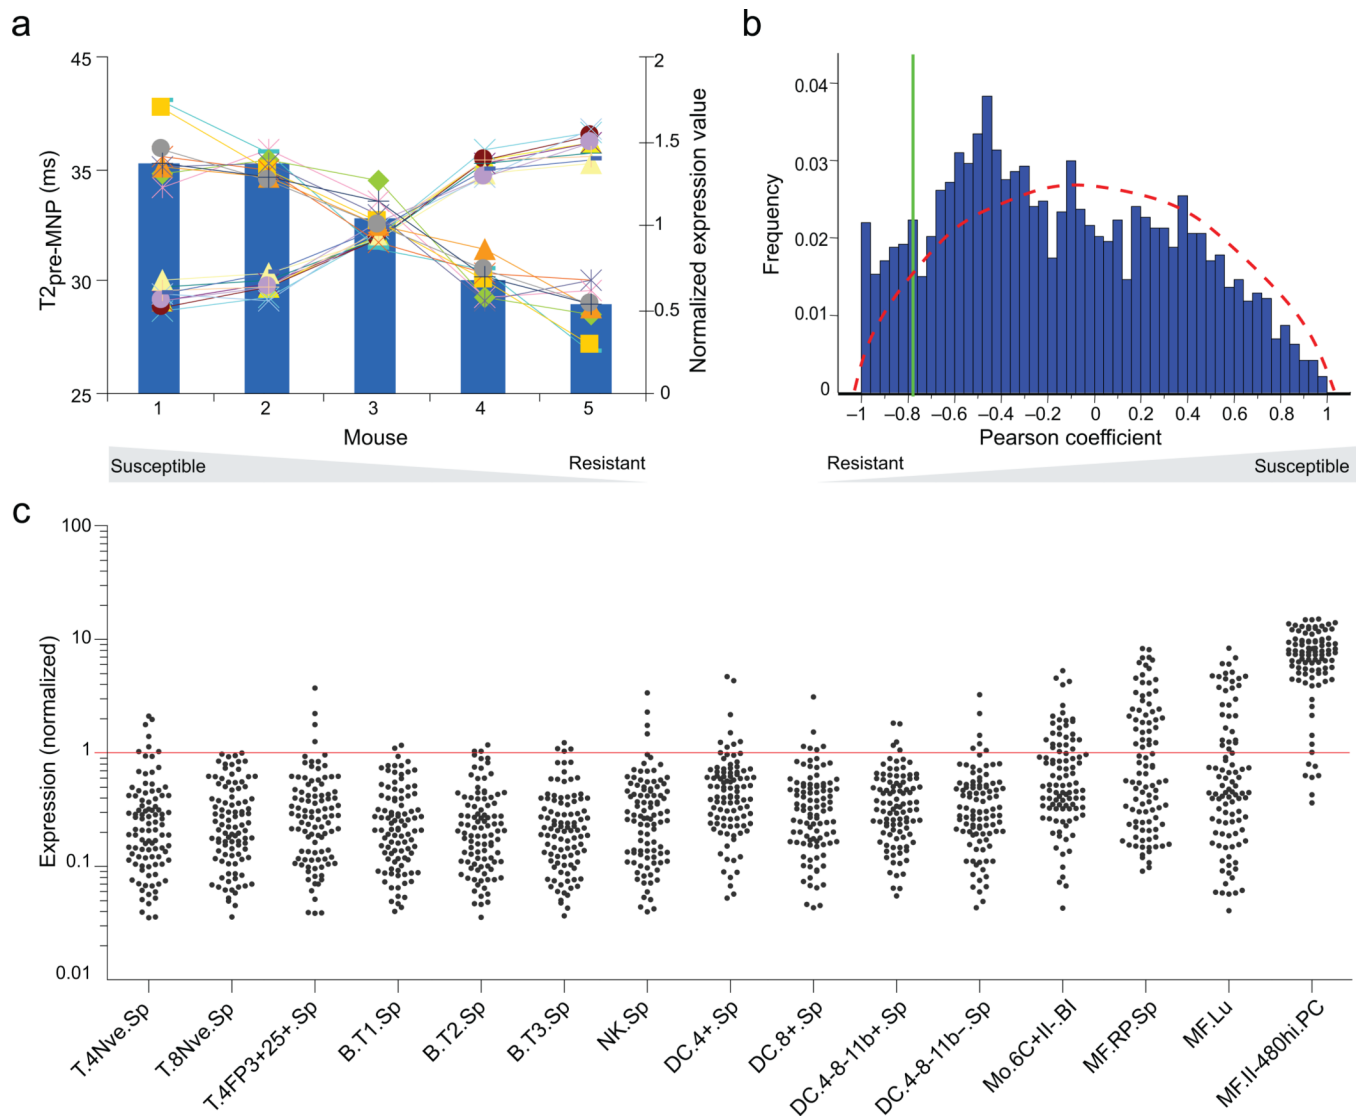 a
45
35
30
25
T2pre-MNP (ms)
2
1.5
1
0.5
0
Normalized expression value
1 2 3 4 5
Mouse
Susceptible
Resistant
b
0.04
0.03
0.02
0.01
0
Frequency
–1 –0.8 –0.6 –0.4 –0.2 0 0.2 0.4 0.6 0.8 1
Pearson coefficient
Resistant
Susceptible
c
100
10
1
0.1
0.01
Expression (normalized)
T.4Nve.Sp
T.8Nve.Sp
T.4FP3+25+.Sp
B.T1.Sp
B.T2.Sp
B.T3.Sp
NK.Sp
DC.4+.Sp
DC.8+.Sp
DC.4-8-11b+.Sp
DC.4-8-11b–.Sp
Mo.6C+II-.Bl
MF.RP.Sp
MF.Lu
MF.II-480hi.PC